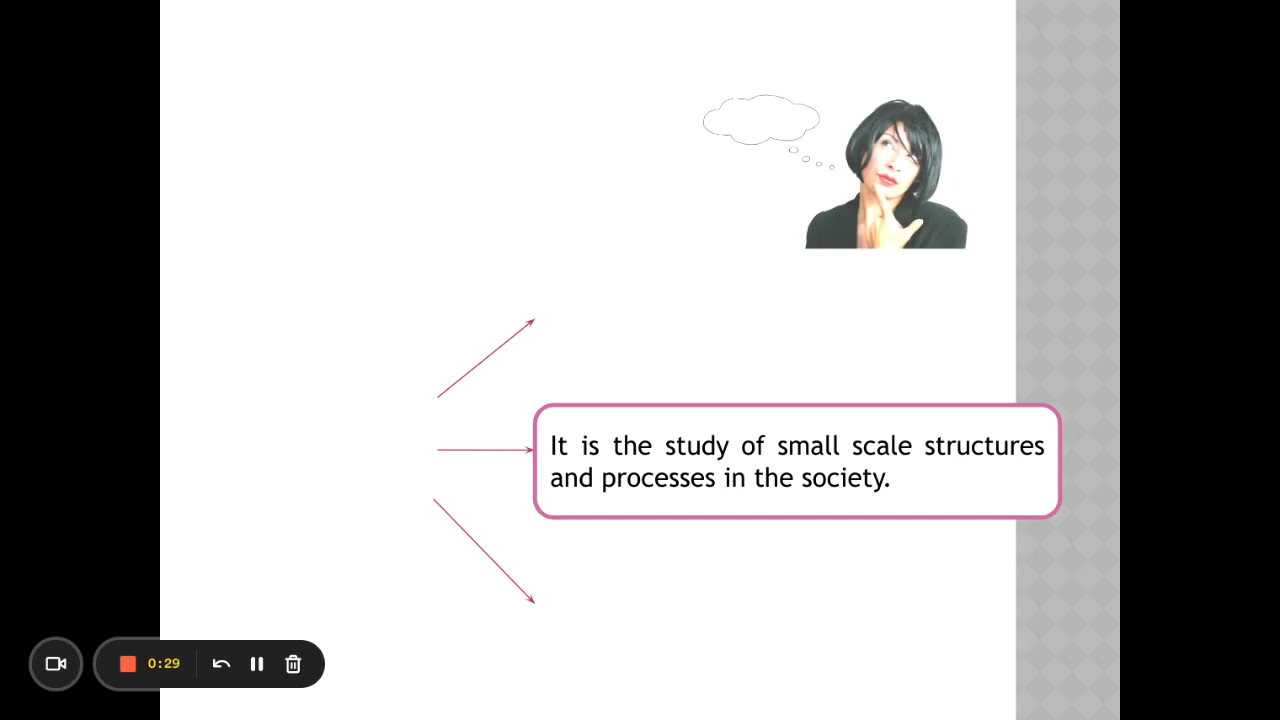 It is the study of small scale structures
and processes in the society.
0:29